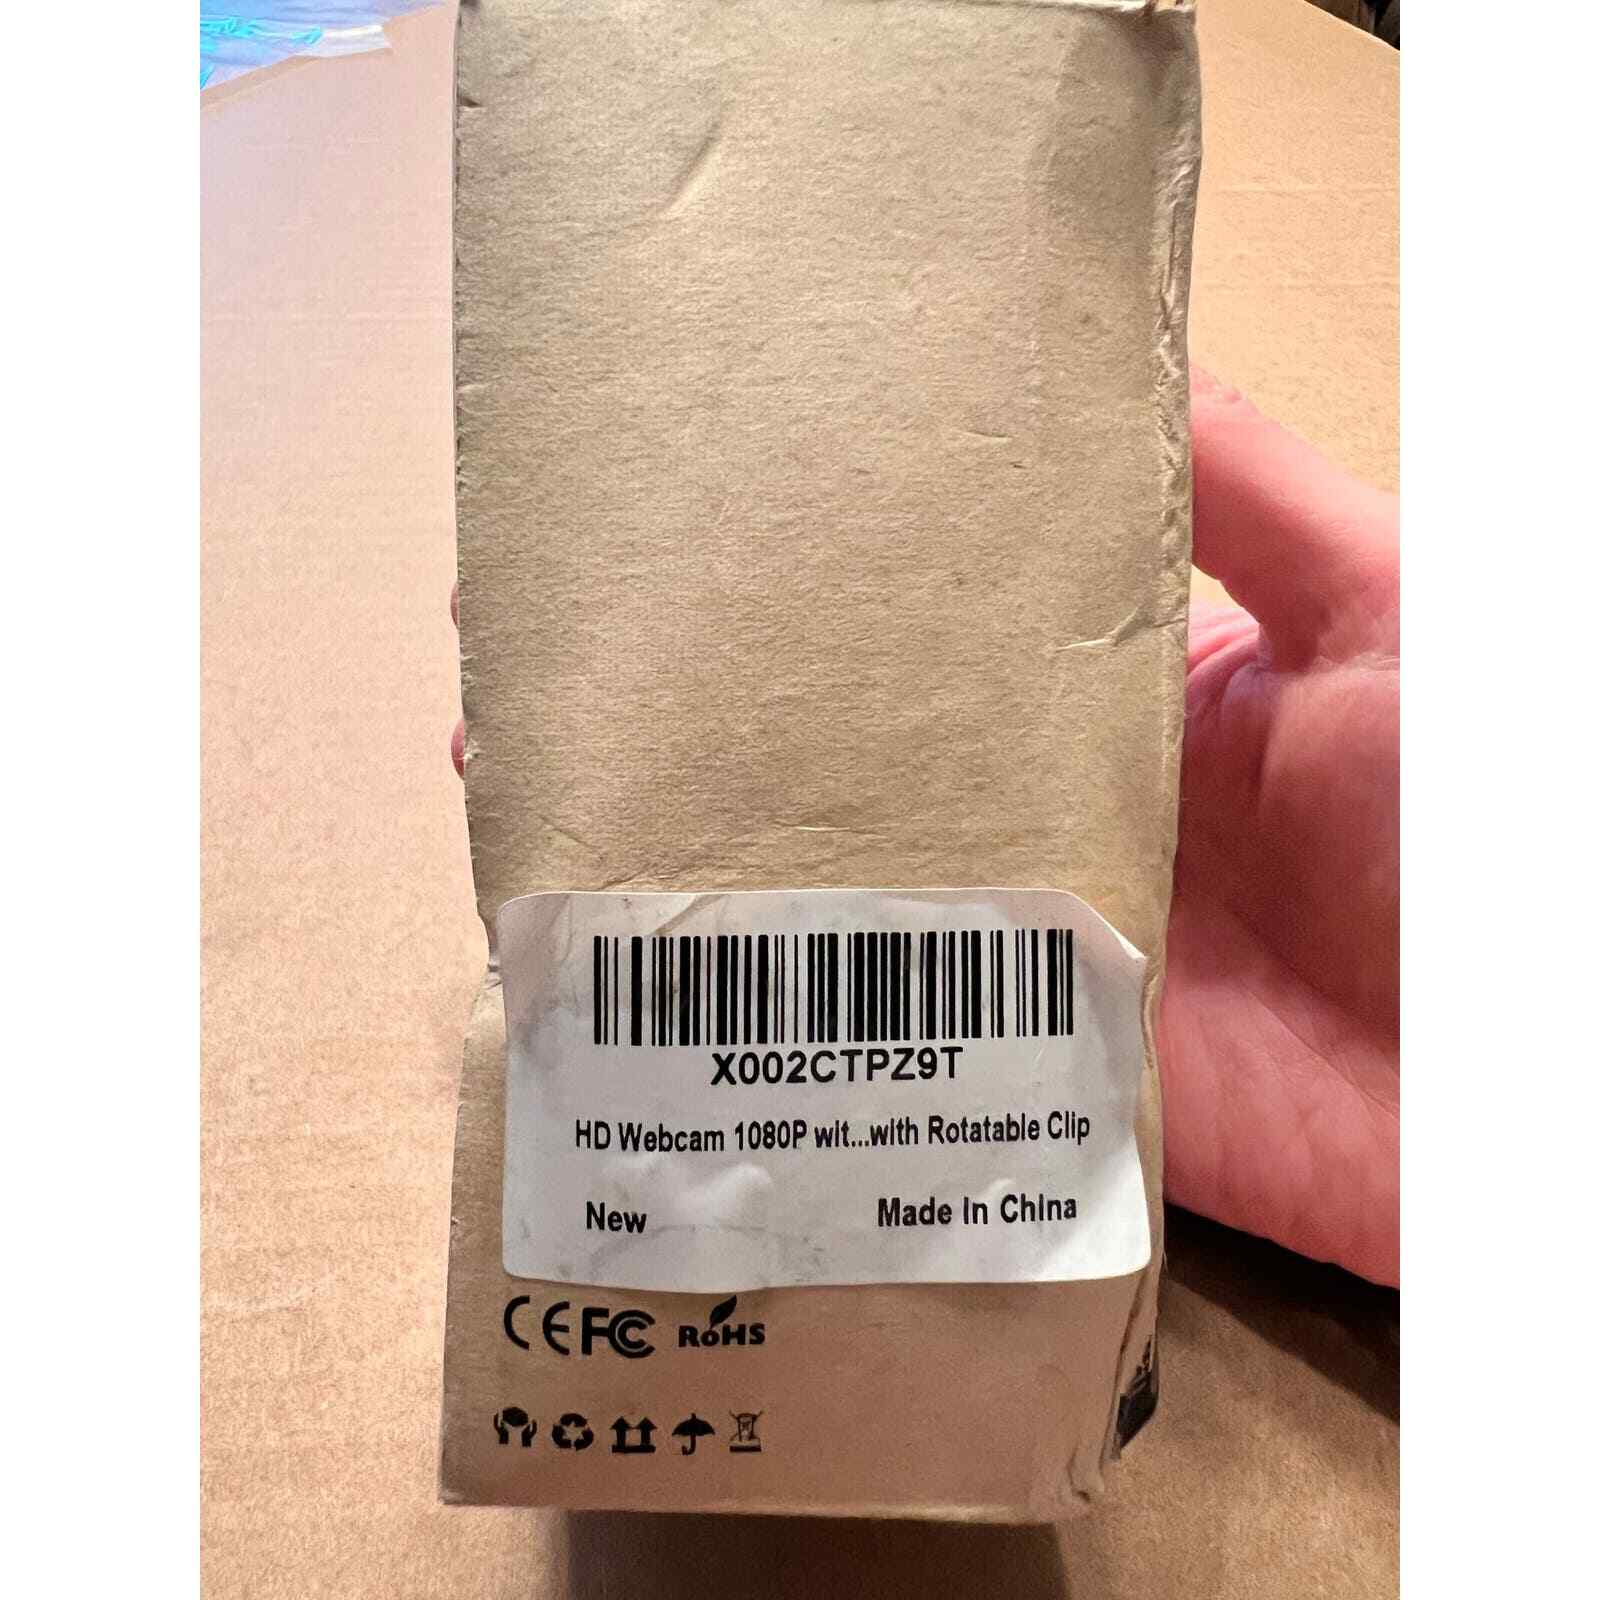 X002CTPZ9T
HD Webcam 1080P wit...with Rotatable Clip
New Made In China
CE FC RoHS